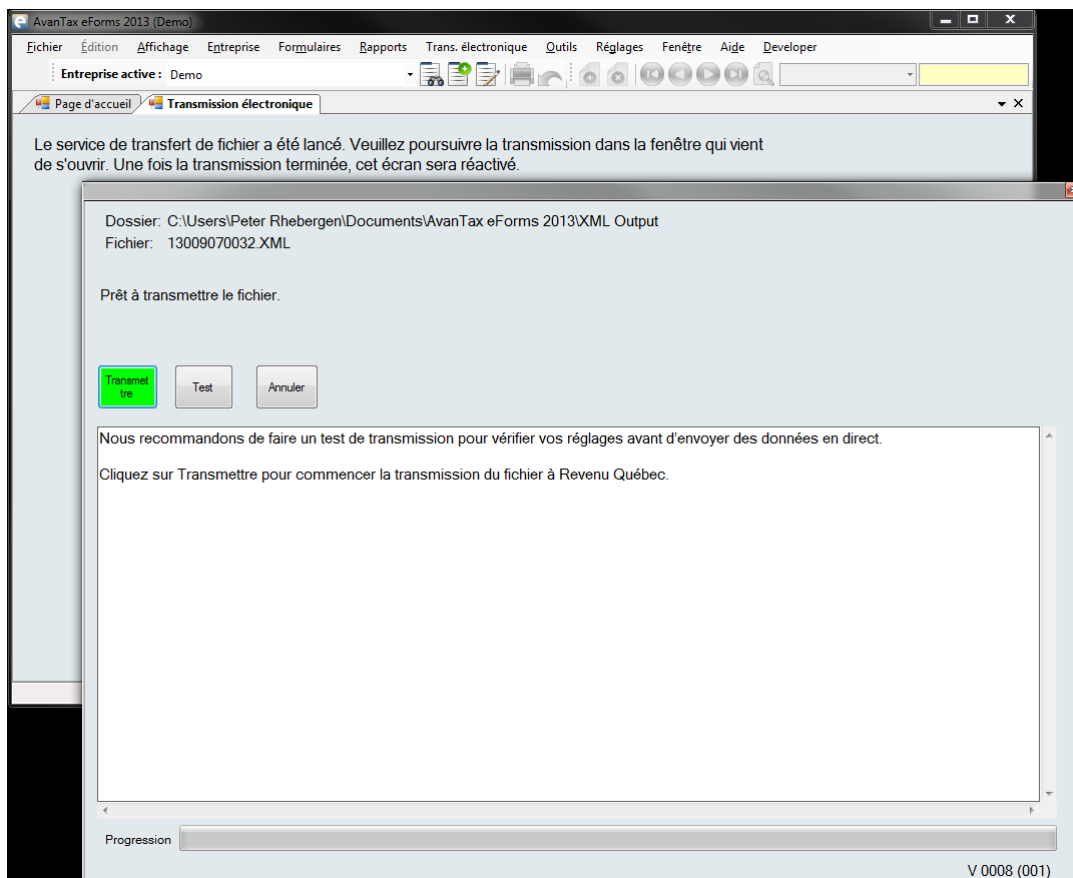 AvanTax eForms 2013 (Demo)
Fichier Édition Affichage Entreprise Formulaires Rapports Trans. électronique Outils Réglages Fenêtre Aide Developer
Entreprise active : Demo
Page d'accueil Transmission électronique
Le service de transfert de fichier a été lancé. Veuillez poursuivre la transmission dans la fenêtre qui vient
de s'ouvrir. Une fois la transmission terminée, cet écran sera réactivé.
Dossier: C:\Users\Peter Rhebergen\Documents\AvanTax eForms 2013\XML Output
Fichier: 13009070032.XML
Prêt à transmettre le fichier.
Transmet
tre
Test
Annuler
Nous recommandons de faire un test de transmission pour vérifier vos réglages avant d'envoyer des données en direct.
Cliquez sur Transmettre pour commencer la transmission du fichier à Revenu Québec.
Progression
V 0008 (001)